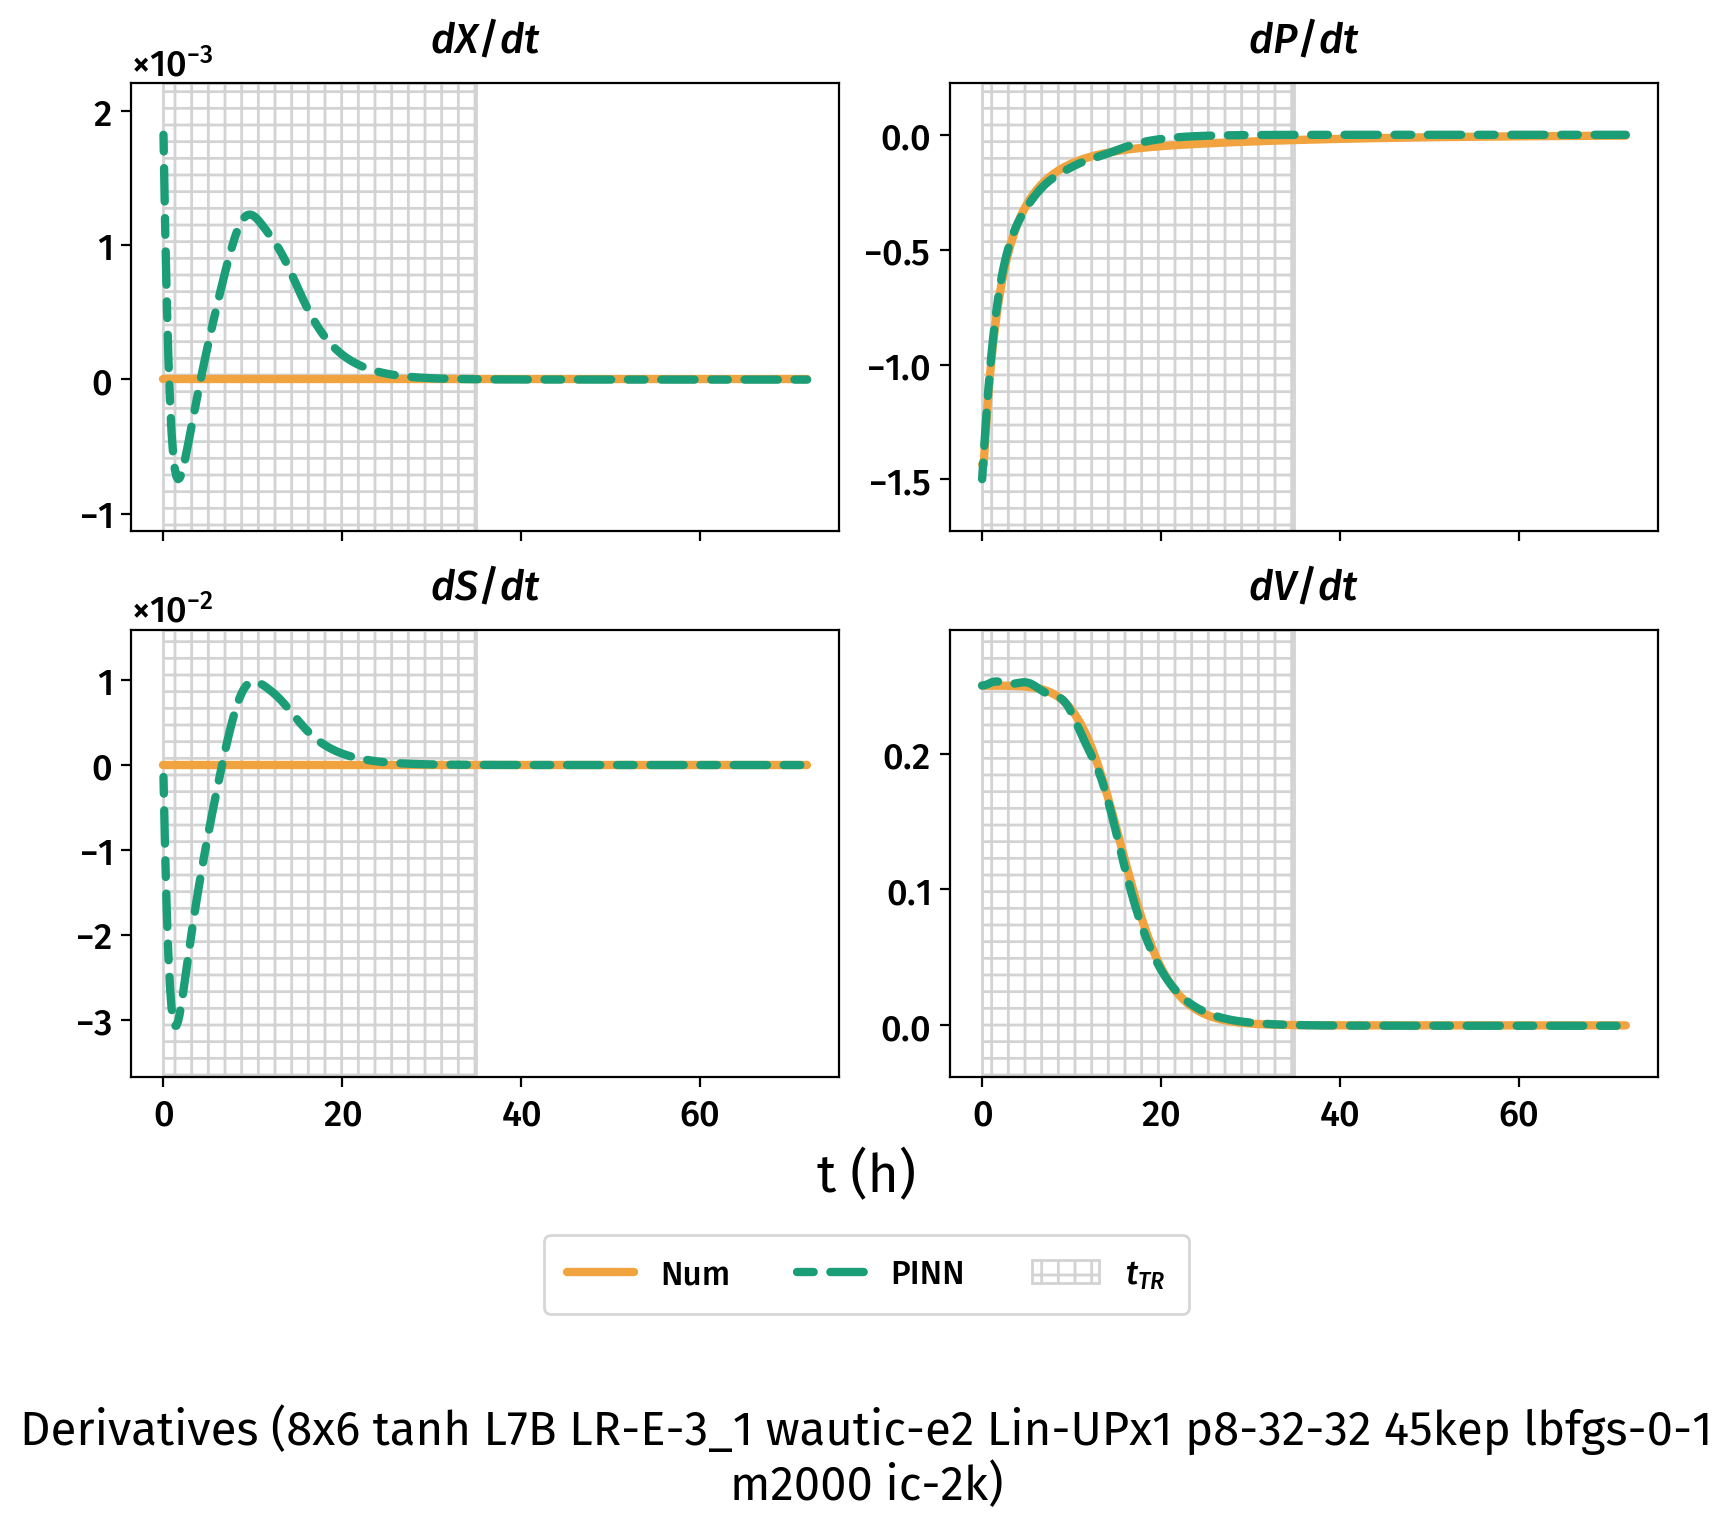 dX/dt
dP/dt
×10⁻³
2
1
0
−1
0.0
−0.5
−1.0
−1.5
dS/dt
dV/dt
×10⁻²
1
0
−1
−2
−3
0.2
0.1
0.0
0 20 40 60
0 20 40 60
t (h)
Num PINN t_TR
Derivatives (8x6 tanh L7B LR-E-3_1 wautic-e2 Lin-UPx1 p8-32-32 45kep lbfgs-0-1
m2000 ic-2k)